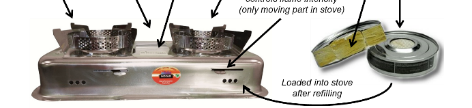 controls flame intensity
(only moving part in stove)
Loaded into stove
after refilling